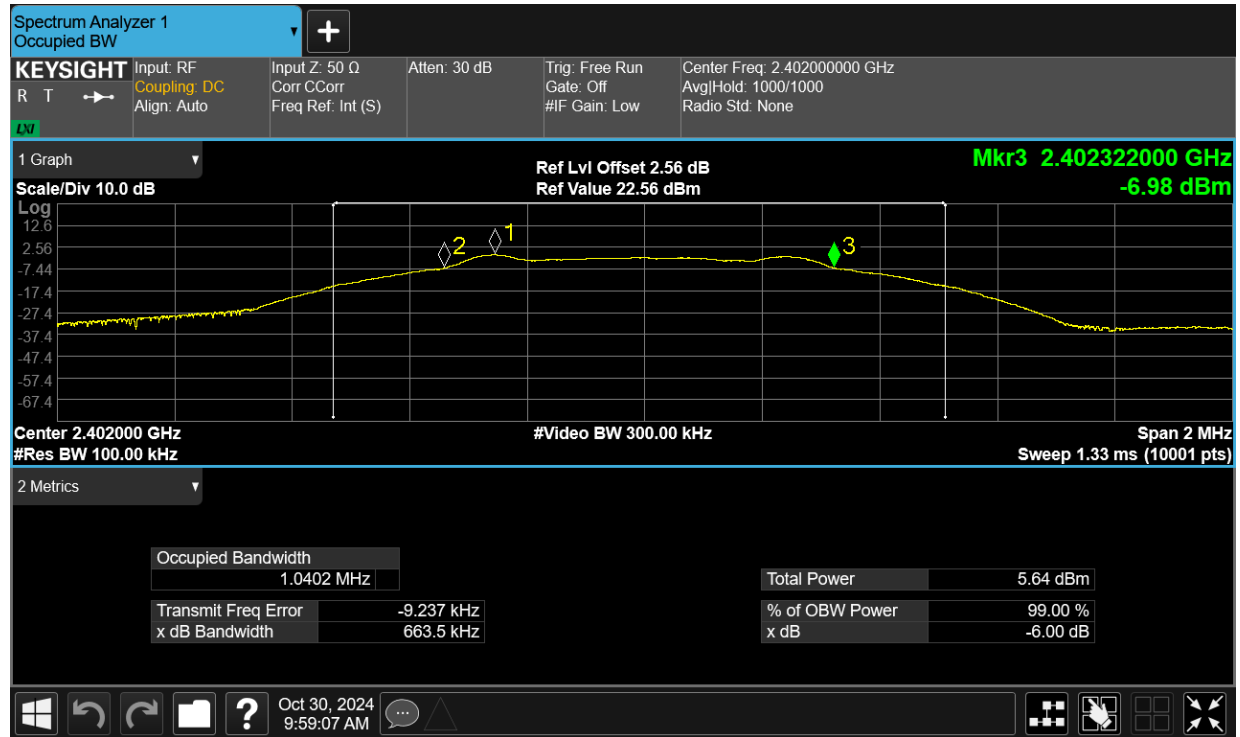 Spectrum Analyzer 1
Occupied BW
+
KEYSIGHT
R T
LXI
Input: RF
Coupling: DC
Align: Auto
Input Z: 50 Ω
Corr CCorr
Freq Ref: Int (S)
Atten: 30 dB
Trig: Free Run
Gate: Off
#IF Gain: Low
Center Freq: 2.402000000 GHz
Avg|Hold: 1000/1000
Radio Std: None
1 Graph
Scale/Div 10.0 dB
Ref Lvl Offset 2.56 dB
Ref Value 22.56 dBm
Mkr3 2.402322000 GHz
-6.98 dBm
Log
12.6
2.56
-7.44
-17.4
-27.4
-37.4
-47.4
-57.4
-67.4
2
1
3
Center 2.402000 GHz
#Res BW 100.00 kHz
#Video BW 300.00 kHz
Span 2 MHz
Sweep 1.33 ms (10001 pts)
2 Metrics
Occupied Bandwidth
1.0402 MHz
Transmit Freq Error -9.237 kHz
x dB Bandwidth 663.5 kHz
Total Power 5.64 dBm
% of OBW Power 99.00 %
x dB -6.00 dB
?
Oct 30, 2024
9:59:07 AM